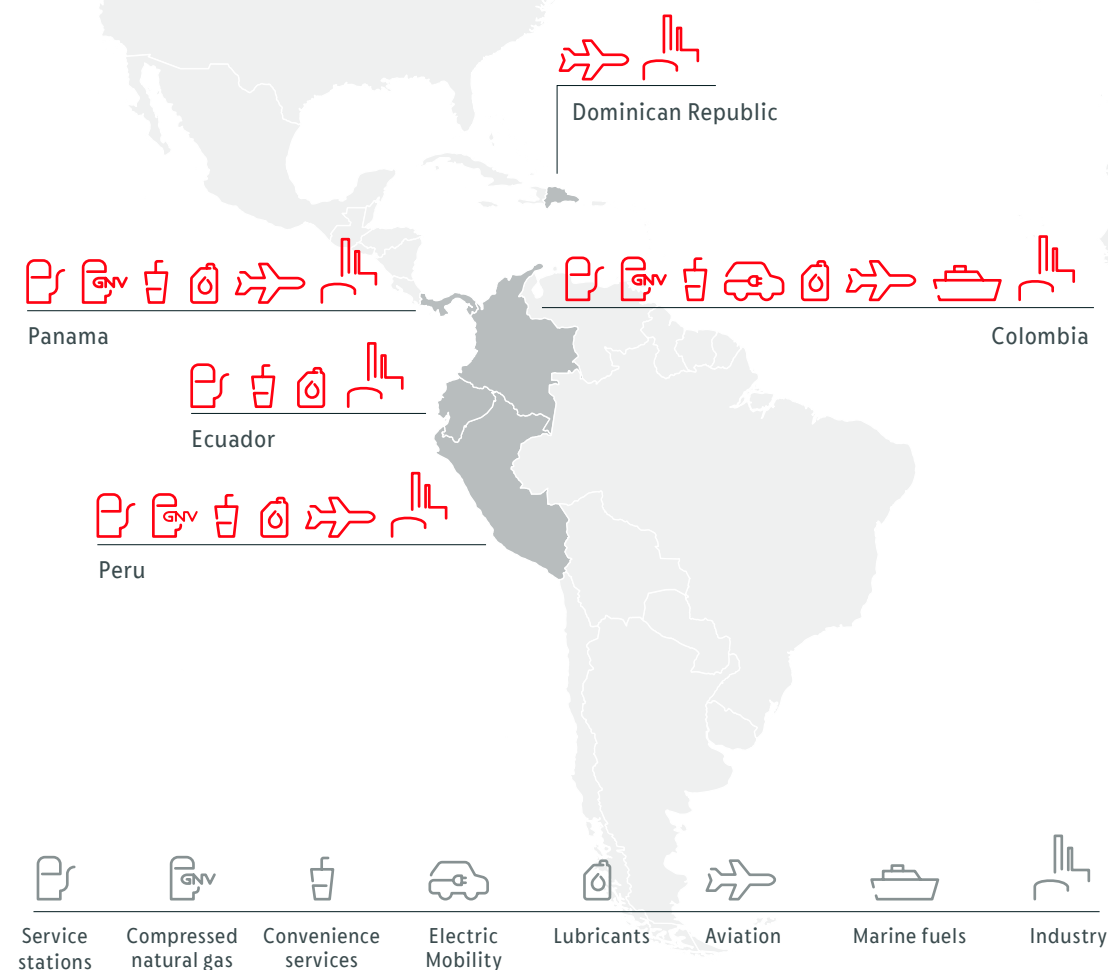 Dominican Republic
GNV
GNV
Panama
Colombia
Ecuador
GNV
Peru
GNV
Service
stations
Compressed
natural gas
Convenience
services
Electric
Mobility
Lubricants
Aviation
Marine fuels
Industry